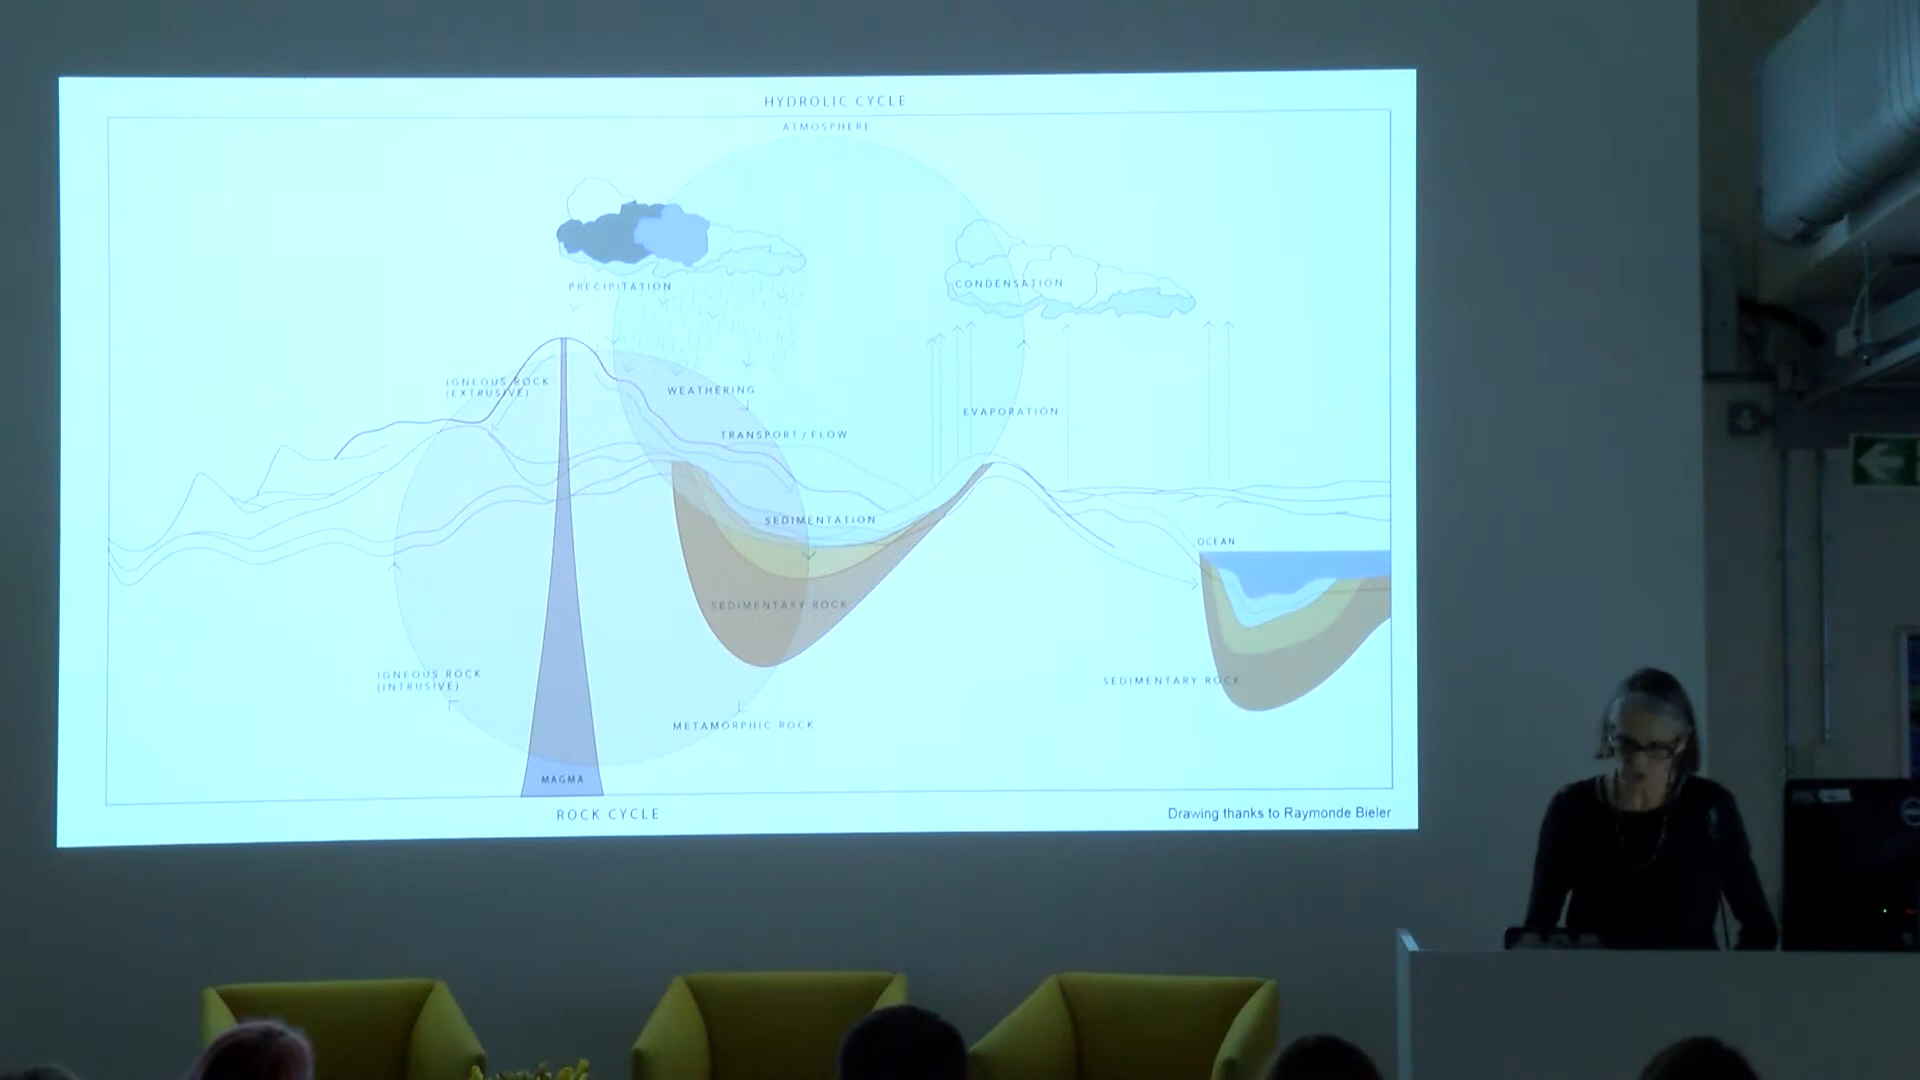 HYDROLIC CYCLE
ATMOSPHERE
PRECIPITATION
CONDENSATION
IGNEOUS ROCK
(EXTRUSIVE)
WEATHERING
EVAPORATION
TRANSPORT / FLOW
SEDIMENTATION
OCEAN
SEDIMENTARY ROCK
IGNEOUS ROCK
(INTRUSIVE)
SEDIMENTARY ROCK
METAMORPHIC ROCK
MAGMA
ROCK CYCLE
Drawing thanks to Raymonde Bieler